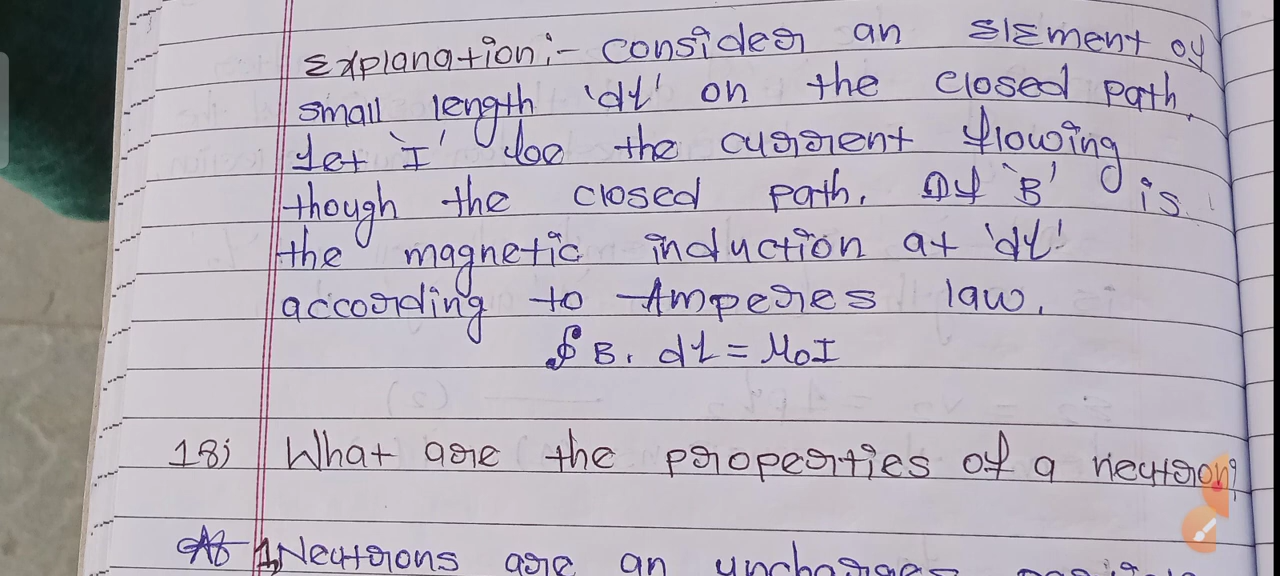 Explanation:- consider an Element of
small length 'dl' on the closed path.
Let 'I' be the current flowing
though the closed path. If 'B' is
the magnetic induction at 'dl'
according to Amperes law.
∮ B. dl = μ0I
18) What are the properties of a neutron?
A) 1) Neutrons are an uncharges